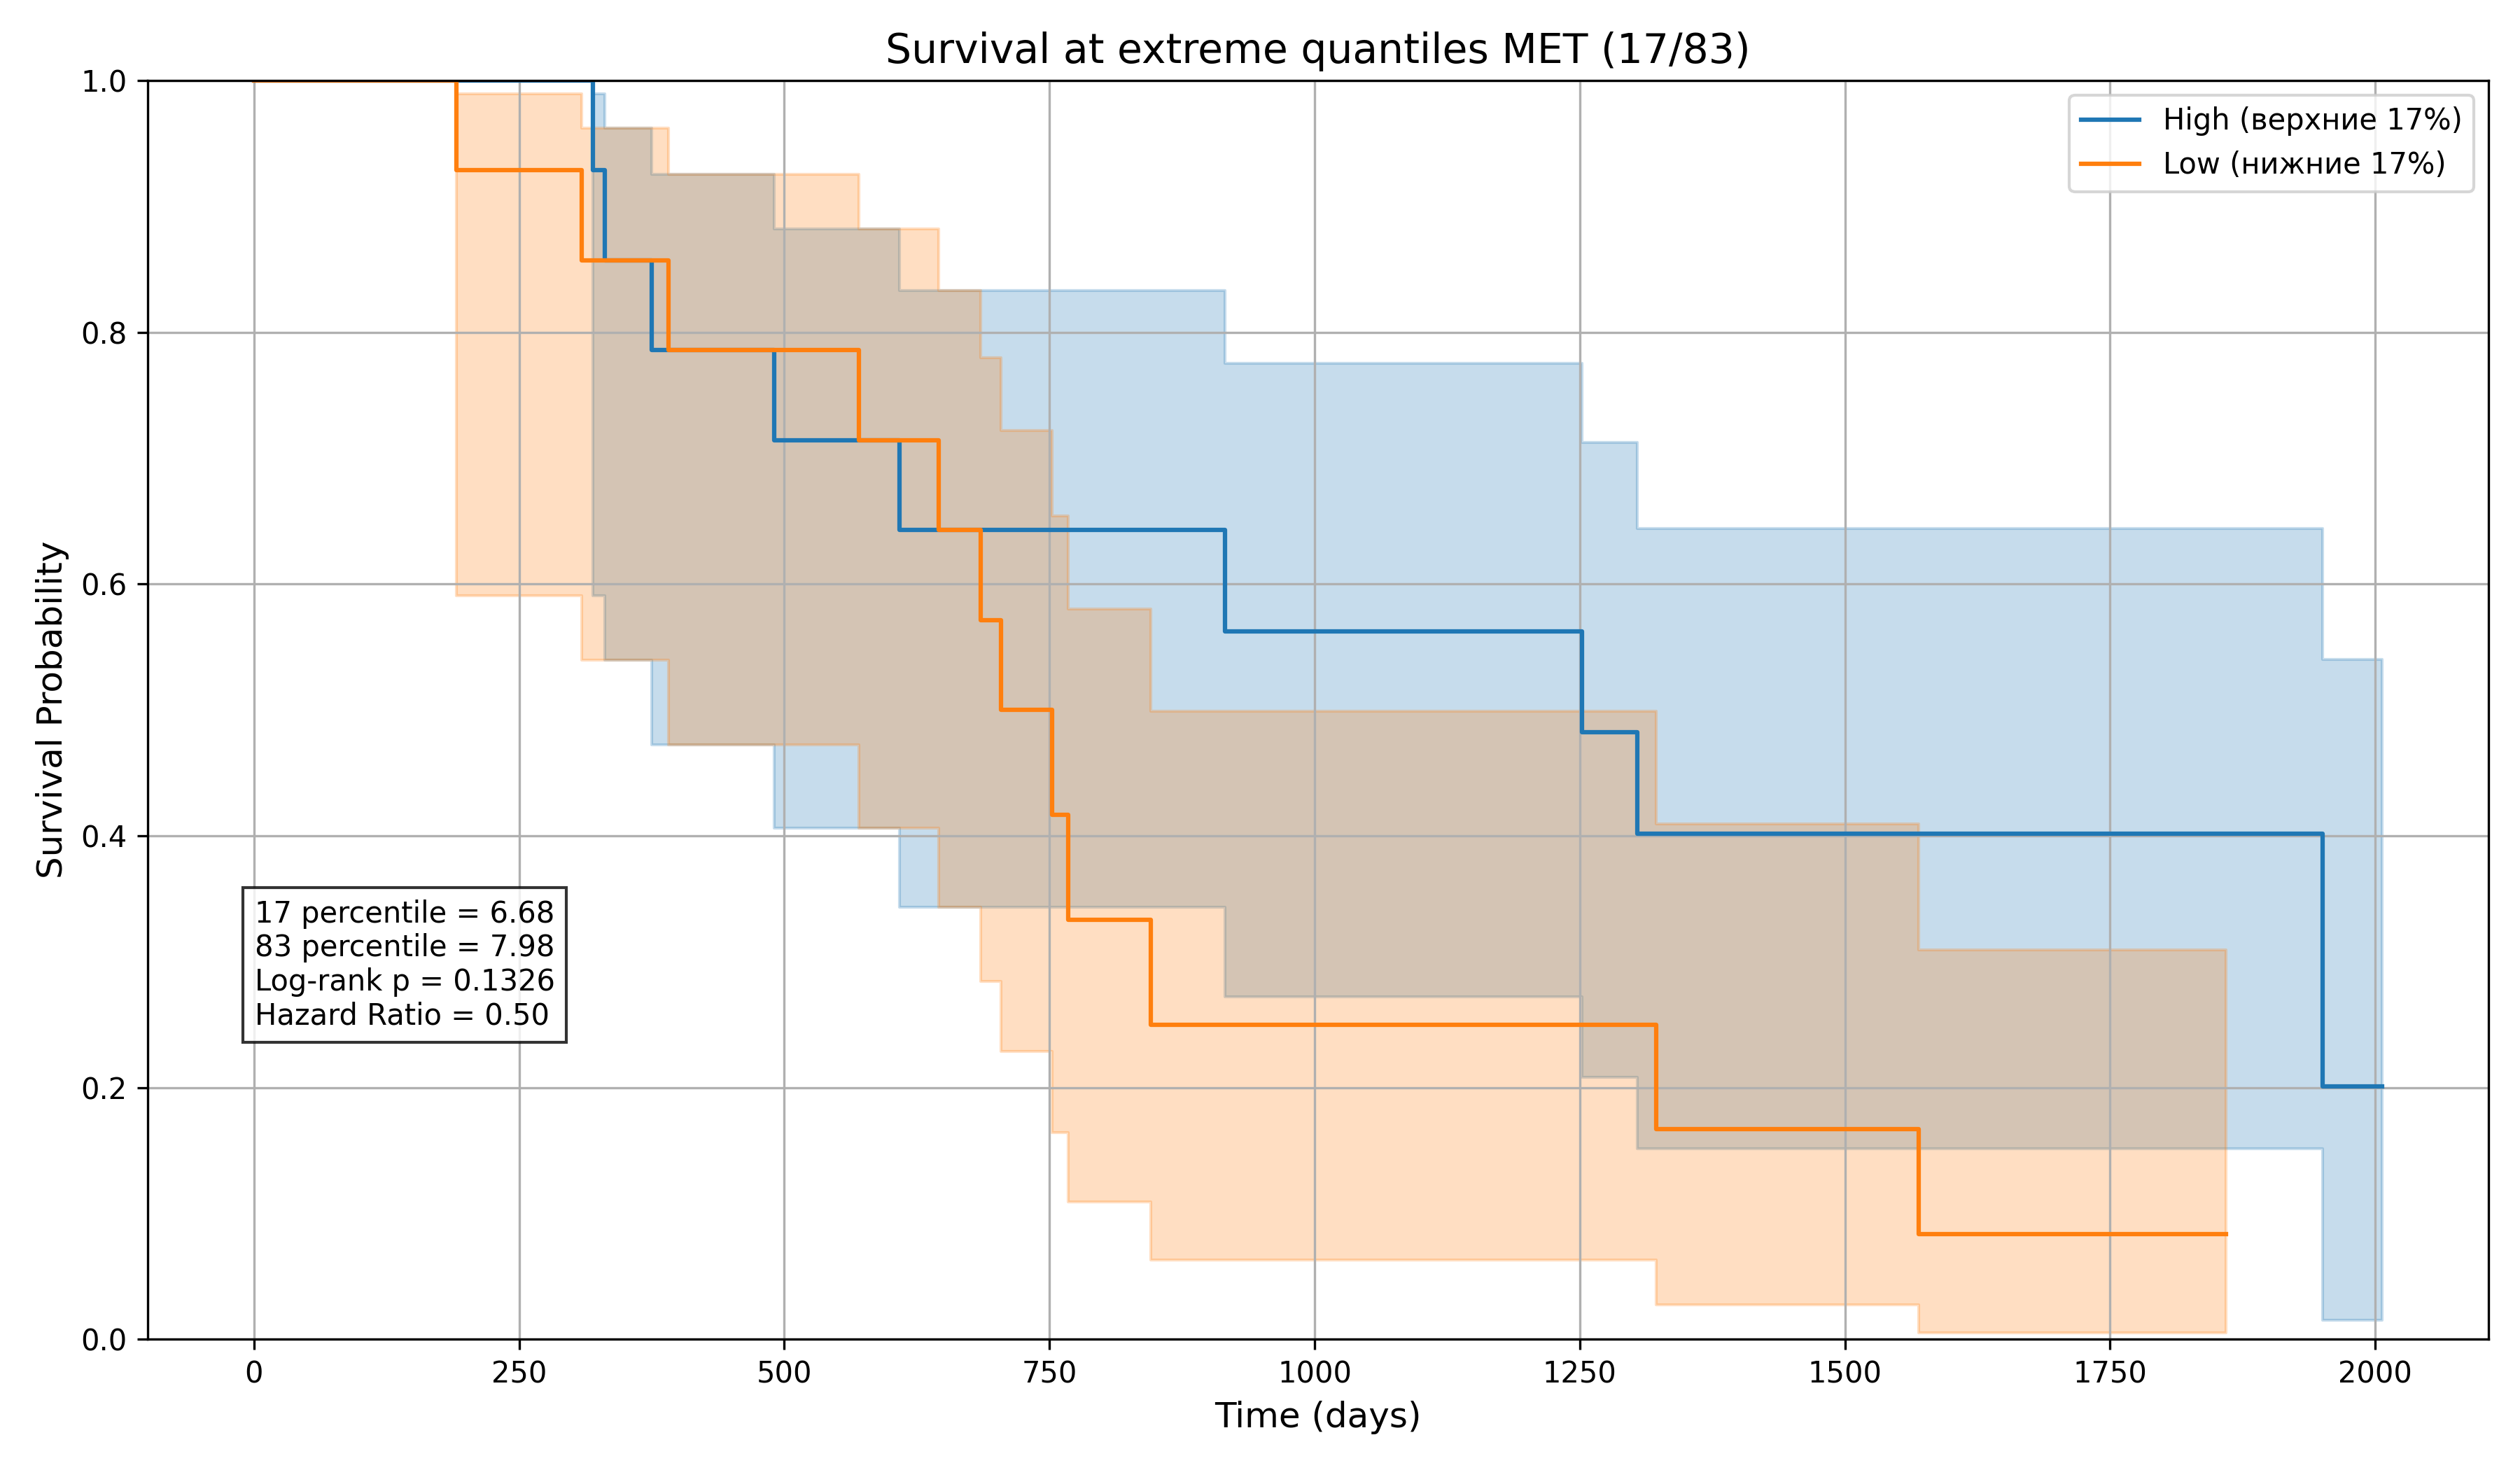 Survival at extreme quantiles MET (17/83)
High (верхние 17%)
Low (нижние 17%)
1.0
0.8
0.6
0.4
0.2
0.0
Survival Probability
17 percentile = 6.68
83 percentile = 7.98
Log-rank p = 0.1326
Hazard Ratio = 0.50
0 250 500 750 1000 1250 1500 1750 2000
Time (days)